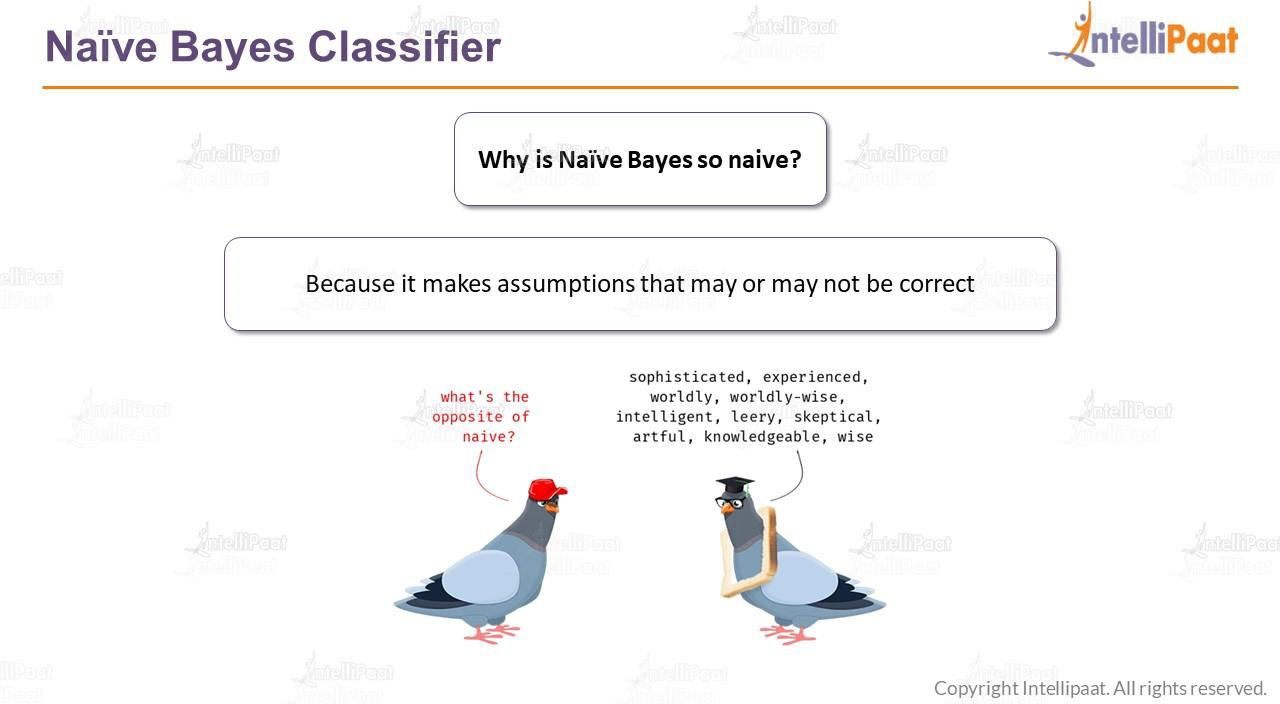 Naïve Bayes Classifier
IntelliPaat
Why is Naïve Bayes so naive?
Because it makes assumptions that may or may not be correct
what's the
opposite of
naive?
sophisticated, experienced,
worldly, worldly-wise,
intelligent, leery, skeptical,
artful, knowledgeable, wise
Copyright Intellipaat. All rights reserved.